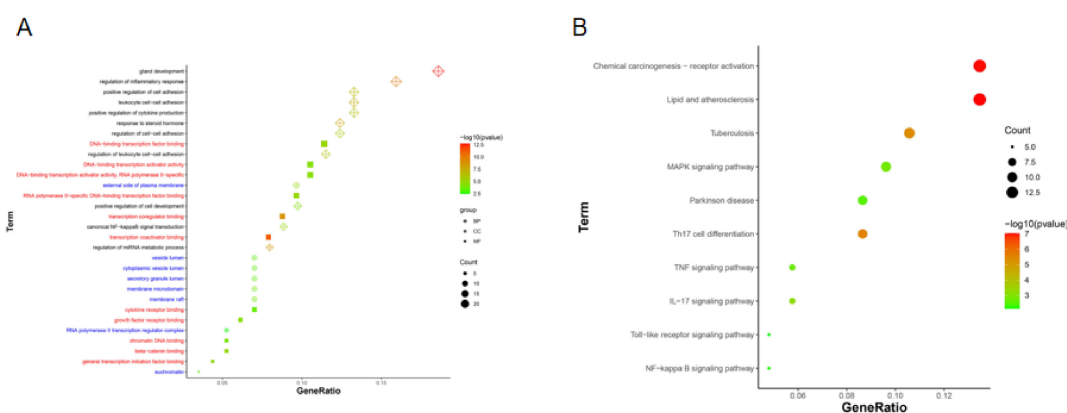 A
B
gland development
regulation of inflammatory response
positive regulation of cell adhesion
leukocyte cell-cell adhesion
positive regulation of cytokine production
response to steroid hormone
regulation of cell-cell adhesion
DNA-binding transcription factor binding
regulation of leukocyte cell-cell adhesion
DNA-binding transcription activator activity
DNA-binding transcription activator activity, RNA polymerase II-specific
external side of plasma membrane
RNA polymerase II-specific DNA-binding transcription factor binding
positive regulation of cell development
transcription coregulator binding
canonical NF-kappaB signal transduction
transcription coactivator binding
regulation of miRNA metabolic process
vesicle lumen
cytoplasmic vesicle lumen
secretory granule lumen
membrane microdomain
membrane raft
cytokine receptor binding
growth factor receptor binding
RNA polymerase II transcription regulator complex
chromatin DNA binding
beta-catenin binding
general transcription initiation factor binding
euchromatin
Term
0.05
0.10
0.15
GeneRatio
-log10(pvalue)
12.5
10.0
7.5
5.0
2.5
group
BP
CC
MF
Count
5
10
15
20
Chemical carcinogenesis - receptor activation
Lipid and atherosclerosis
Tuberculosis
MAPK signaling pathway
Parkinson disease
Th17 cell differentiation
TNF signaling pathway
IL-17 signaling pathway
Toll-like receptor signaling pathway
NF-kappa B signaling pathway
Term
0.06
0.08
0.10
0.12
GeneRatio
Count
5.0
7.5
10.0
12.5
-log10(pvalue)
7
6
5
4
3